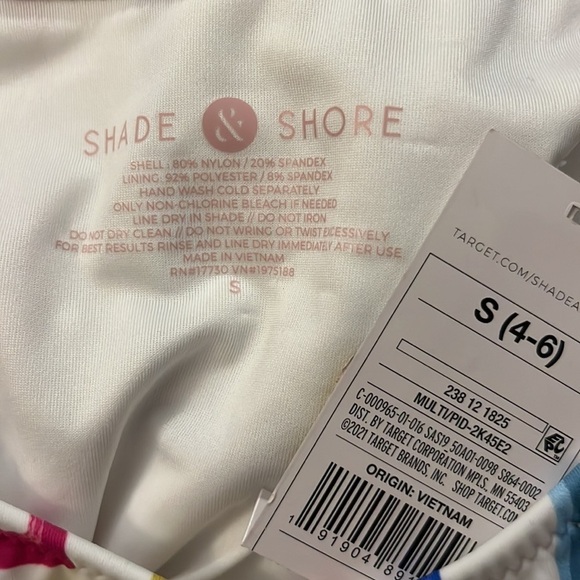 SHADE & SHORE
SHELL : 80% NYLON / 20% SPANDEX
LINING: 92% POLYESTER / 8% SPANDEX
HAND WASH COLD SEPARATELY
ONLY NON-CHLORINE BLEACH IF NEEDED
LINE DRY IN SHADE // DO NOT IRON
DO NOT DRY CLEAN // DO NOT WRING OR TWIST EXCESSIVELY
FOR BEST RESULTS RINSE AND LINE DRY IMMEDIATELY AFTER USE
MADE IN VIETNAM
RN#17730 VN#1975188
S
TARGET.COM/SHADEA
S (4-6)
238 12 1825
MULTI/PID-2K45E2
C-000965-01-016 SAS19 50A01-0098 S864-0002
DIST. BY TARGET CORPORATION MPLS, MN 55403
©2021 TARGET BRANDS, INC. SHOP TARGET.COM
ORIGIN: VIETNAM
1 91904 891